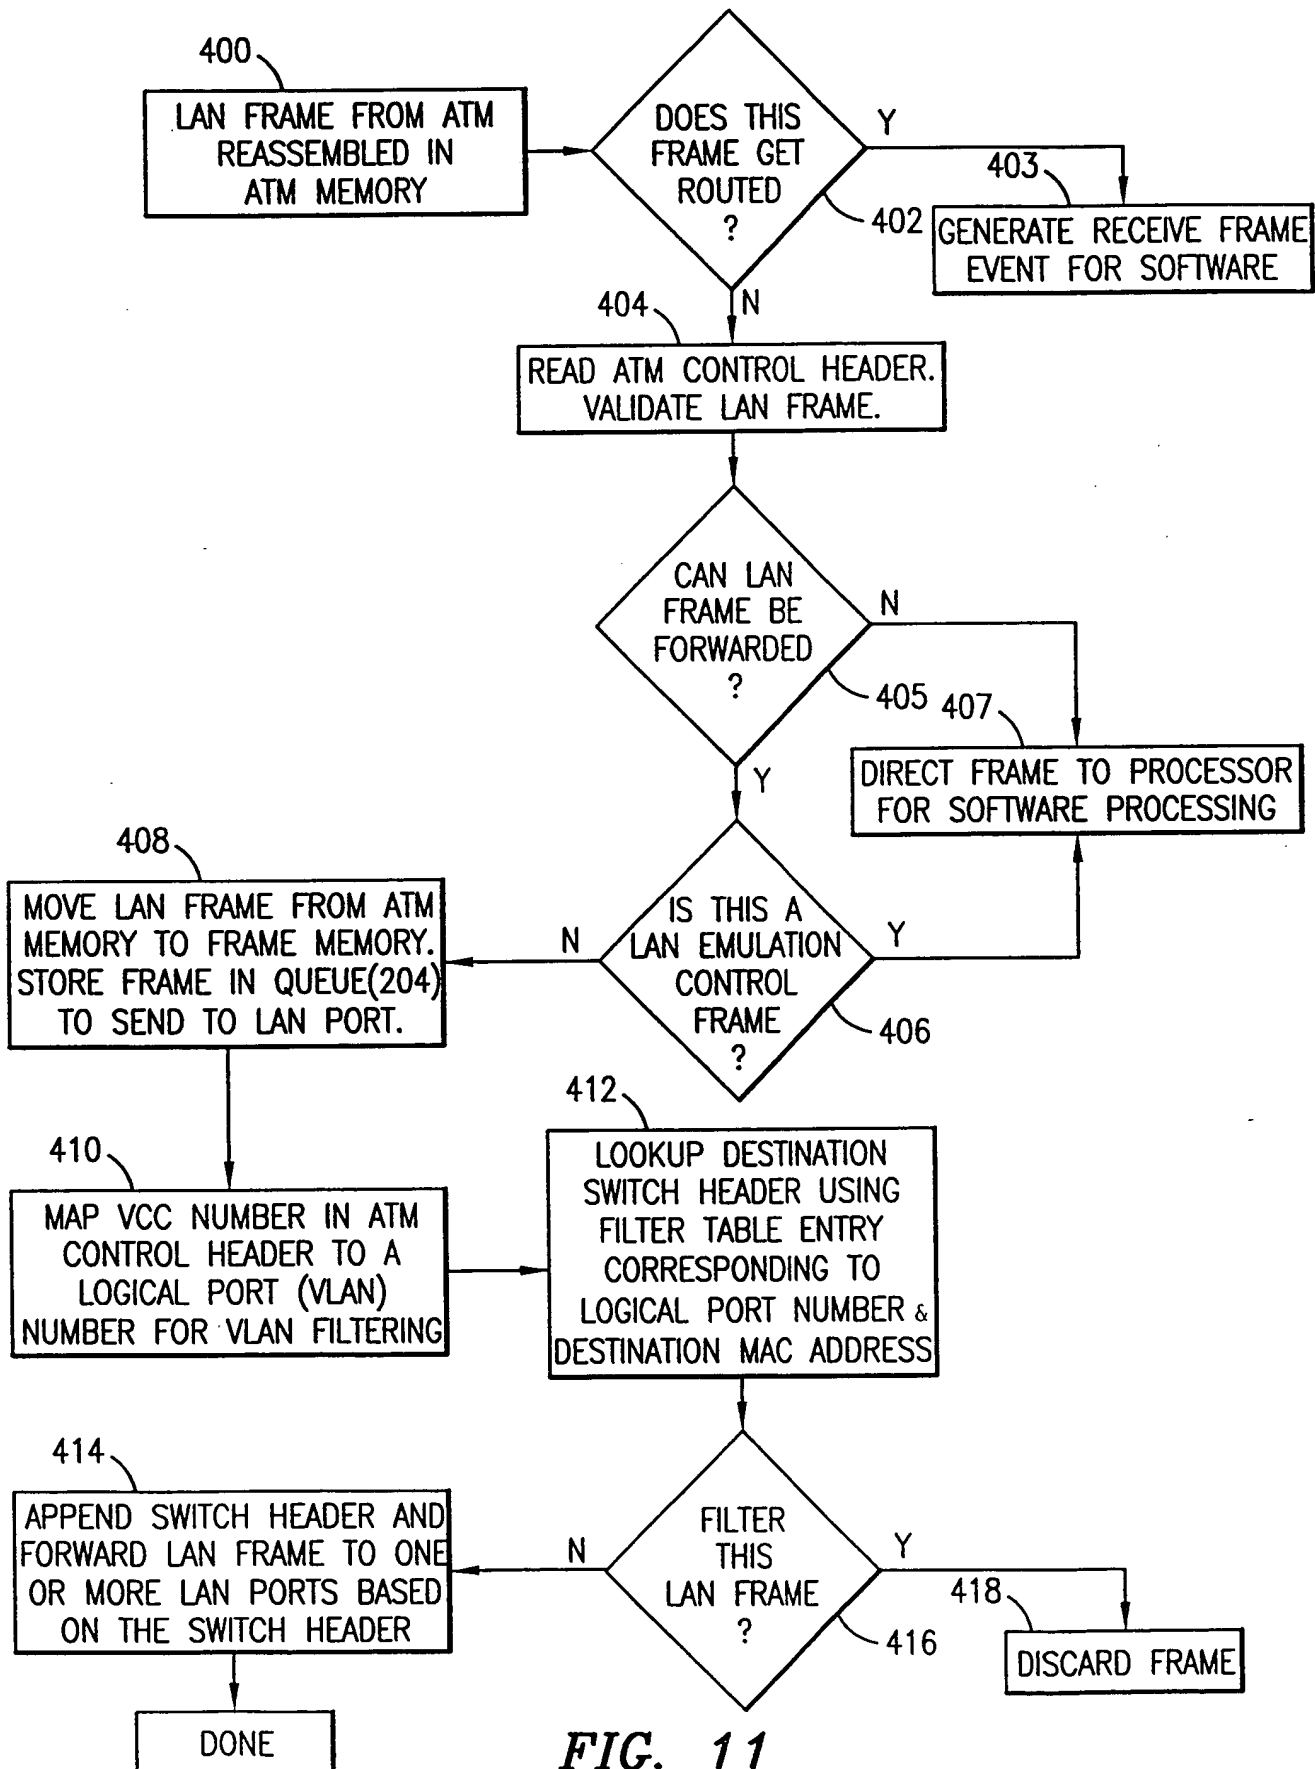 400
LAN FRAME FROM ATM
REASSEMBLED IN
ATM MEMORY
DOES THIS
FRAME GET
ROUTED
?
402
Y
403
GENERATE RECEIVE FRAME
EVENT FOR SOFTWARE
N
404
READ ATM CONTROL HEADER.
VALIDATE LAN FRAME.
CAN LAN
FRAME BE
FORWARDED
?
405
N
407
DIRECT FRAME TO PROCESSOR
FOR SOFTWARE PROCESSING
Y
IS THIS A
LAN EMULATION
CONTROL
FRAME
?
406
Y
N
408
MOVE LAN FRAME FROM ATM
MEMORY TO FRAME MEMORY.
STORE FRAME IN QUEUE(204)
TO SEND TO LAN PORT.
410
MAP VCC NUMBER IN ATM
CONTROL HEADER TO A
LOGICAL PORT (VLAN)
NUMBER FOR VLAN FILTERING
412
LOOKUP DESTINATION
SWITCH HEADER USING
FILTER TABLE ENTRY
CORRESPONDING TO
LOGICAL PORT NUMBER &
DESTINATION MAC ADDRESS
FILTER
THIS
LAN FRAME
?
416
Y
418
DISCARD FRAME
N
414
APPEND SWITCH HEADER AND
FORWARD LAN FRAME TO ONE
OR MORE LAN PORTS BASED
ON THE SWITCH HEADER
DONE
FIG. 11